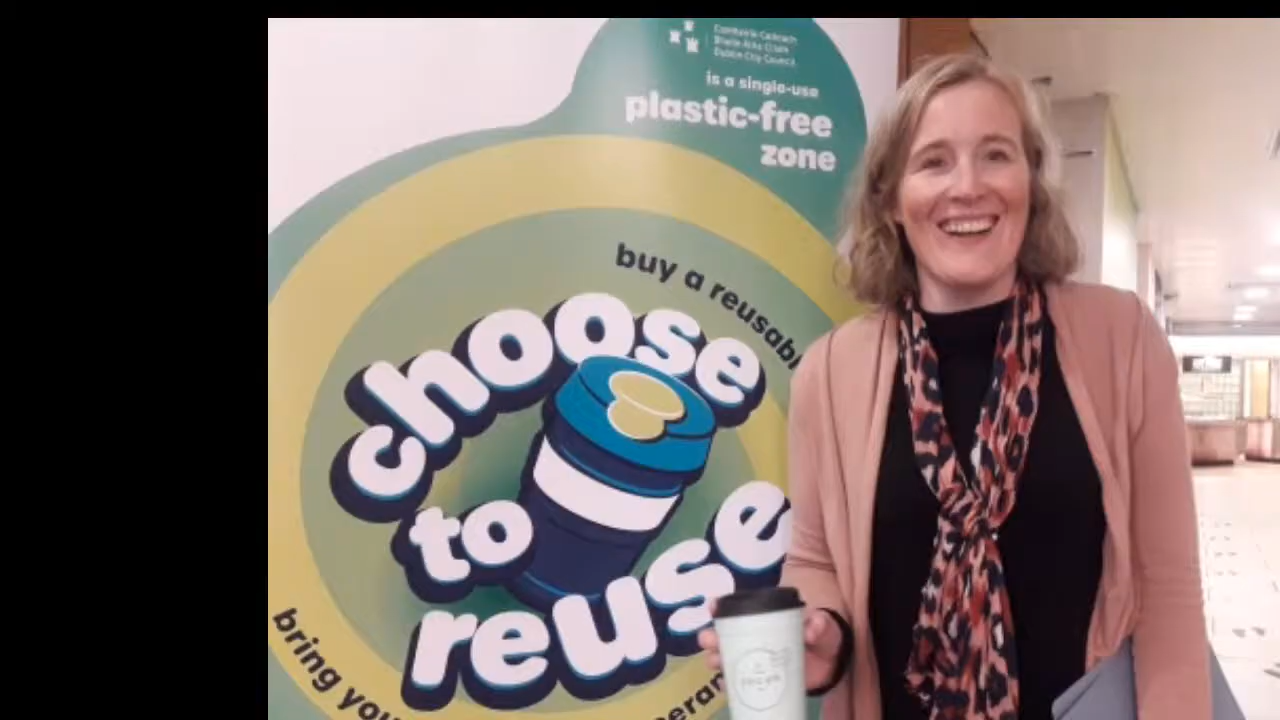 Comhairle Cathrach
Bhaile Átha Cliath
Dublin City Council
is a single-use
plastic-free
zone
buy a reusabl
choose
to
reuse
bring you